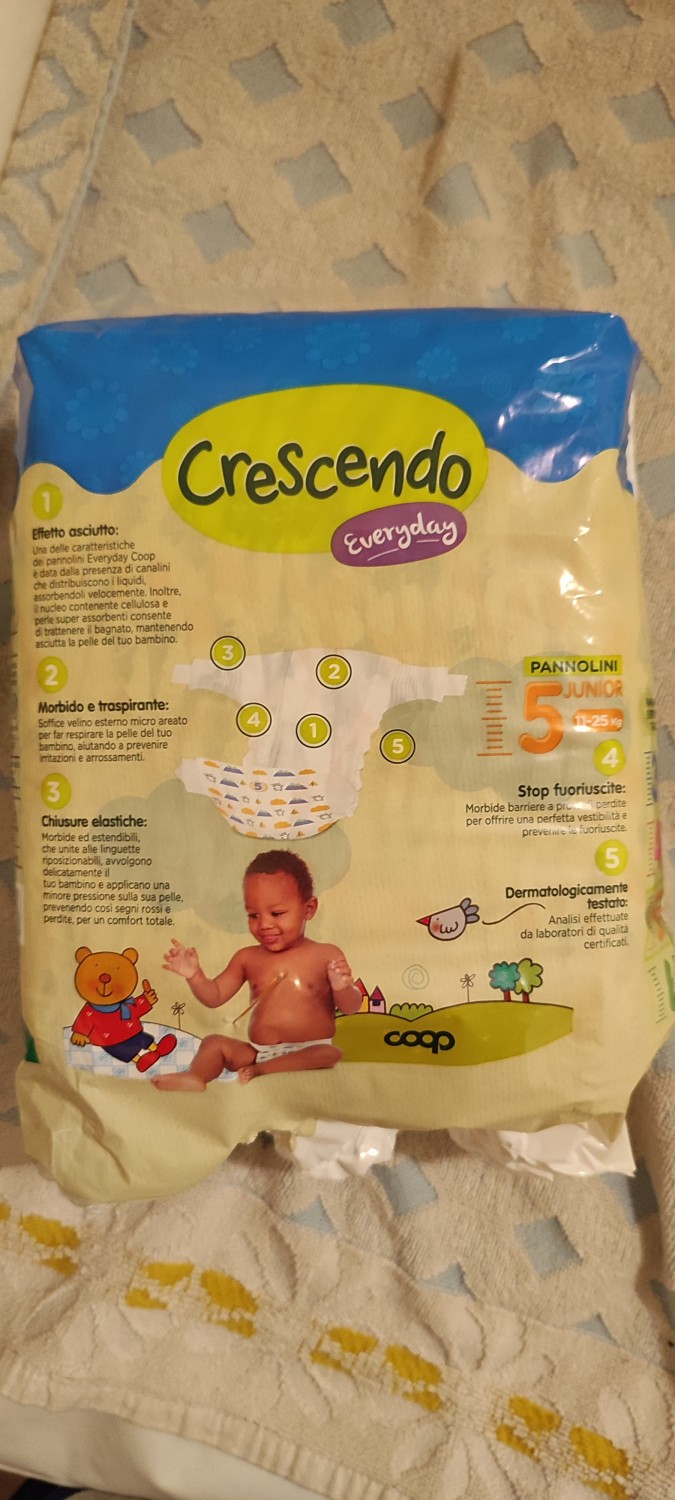 Crescendo
Everyday
1
Effetto asciutto:
Una delle caratteristiche
dei pannolini Everyday Coop
è data dalla presenza di canalini
che distribuiscono i liquidi,
assorbendoli velocemente. Inoltre,
il nucleo contenente cellulosa e
perle super assorbenti consente
di trattenere il bagnato, mantenendo
asciutta la pelle del tuo bambino.
2
Morbido e traspirante:
Soffice velino esterno micro areato
per far respirare la pelle del tuo
bambino, aiutando a prevenire
irritazioni e arrossamenti.
3
Chiusure elastiche:
Morbide ed estendibili,
che unite alle linguette
riposizionabili, avvolgono
delicatamente il
tuo bambino e applicano una
minore pressione sulla sua pelle,
prevenendo così segni rossi e
perdite, per un comfort totale.
3
2
4
1
5
5
PANNOLINI
5 JUNIOR
11-25 Kg
4
Stop fuoriuscite:
Morbide barriere a perdite
per offrire una perfetta vestibilità e
prevenire le fuoriuscite.
5
Dermatologicamente
testato:
Analisi effettuate
da laboratori di qualità
certificati.
coop